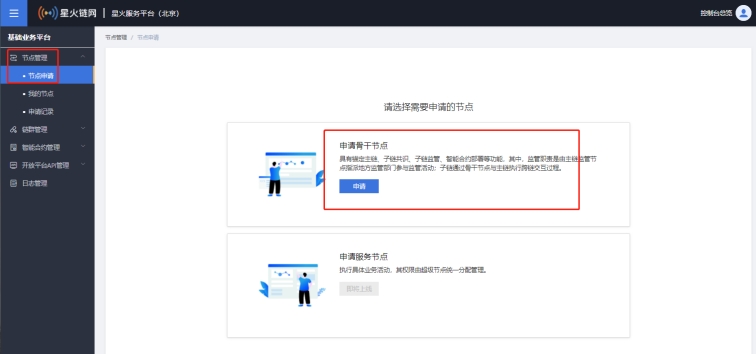 星火链网 | 星火服务平台（北京）
控制台总览
基础业务平台
节点管理 / 节点申请
节点管理
节点申请
我的节点
申请记录
链群管理
智能合约管理
开放平台API管理
日志管理
请选择需要申请的节点
申请骨干节点
具有锚定主链、子链共识、子链监管、智能合约部署等功能。其中，监管职责是由主链监管节
点指派地方监管部门参与监管活动；子链通过骨干节点与主链执行跨链交互过程。
申请
申请服务节点
执行具体业务活动，其权限由超级节点统一分配管理。
即将上线